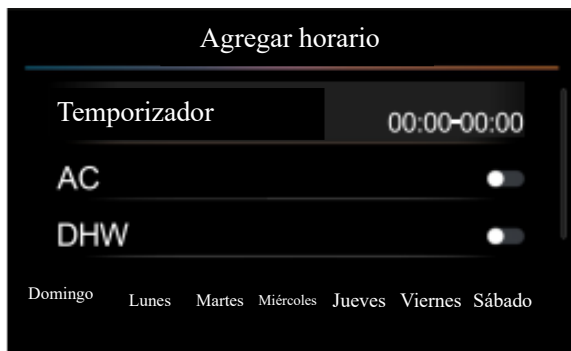 Agregar horario
Temporizador 00:00-00:00
AC
DHW
Domingo Lunes Martes Miércoles Jueves Viernes Sábado